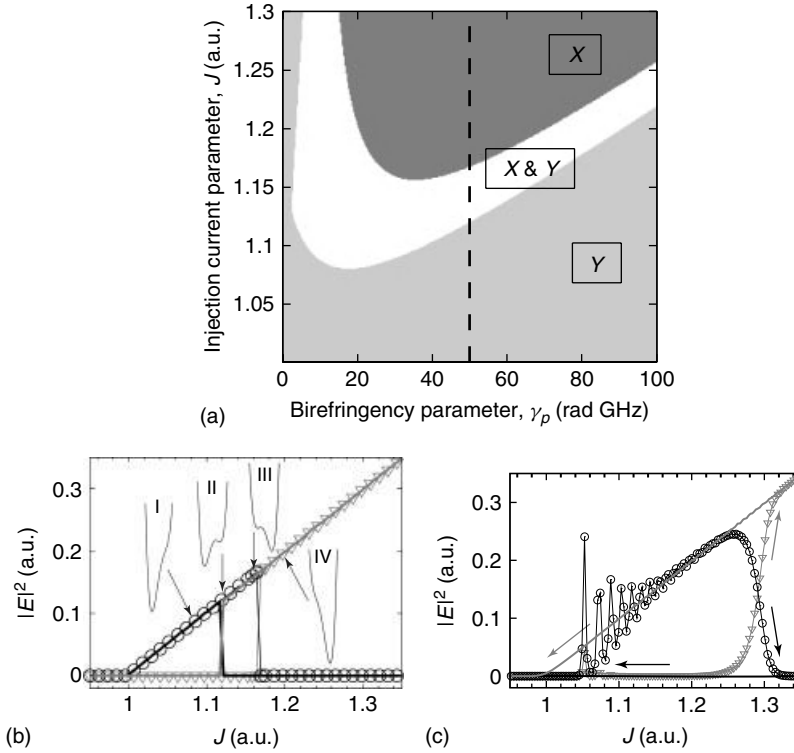 1.3
1.25
1.2
1.15
1.1
1.05
Injection current parameter, J (a.u.)
X
X & Y
Y
0 20 40 60 80 100
Birefringency parameter, γp (rad GHz)
(a)
0.3
0.2
0.1
0
|E|² (a.u.)
I
II
III
IV
1 1.1 1.2 1.3
J (a.u.)
(b)
0.3
0.2
0.1
0
|E|² (a.u.)
1 1.1 1.2 1.3
J (a.u.)
(c)